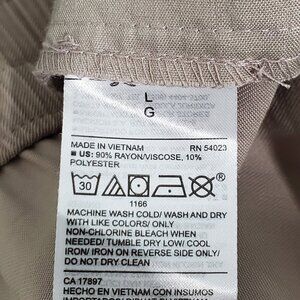 L
G
MADE IN VIETNAM RN 54023
■ US: 90% RAYON/VISCOSE, 10%
POLYESTER
30
1166
MACHINE WASH COLD/ WASH AND DRY
WITH LIKE COLORS/ ONLY
NON-CHLORINE BLEACH WHEN
NEEDED/ TUMBLE DRY LOW/ COOL
IRON/ IRON ON REVERSE SIDE ONLY/
DO NOT DRY CLEAN
CA 17897
HECHO EN VIETNAM CON INSUMOS